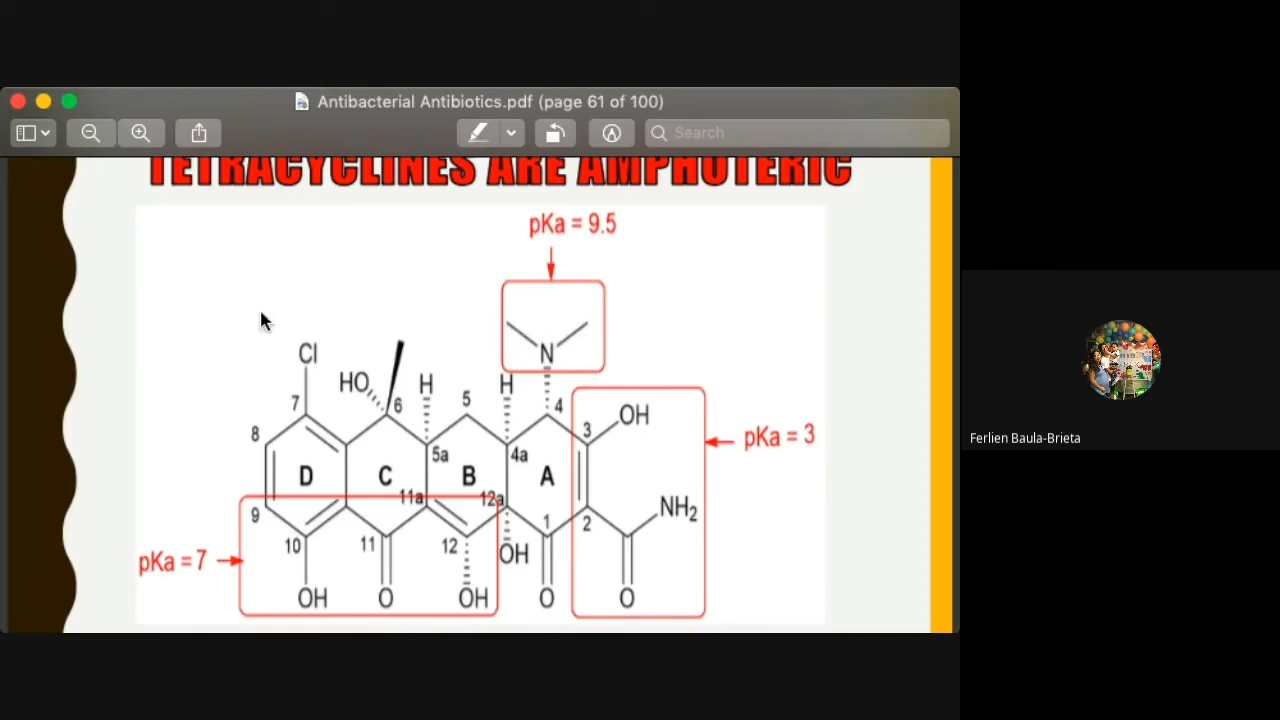 Antibacterial Antibiotics.pdf (page 61 of 100)
Search
TETRACYCLINES ARE AMPHOTERIC
pKa = 9.5
N
Cl
HO
H
H
7
6
5
4
3
OH
pKa = 3
8
5a
4a
D
C
B
A
11a
12a
NH₂
9
10
11
12
1
2
OH
pKa = 7
OH
O
OH
O
O
Ferlien Baula-Brieta